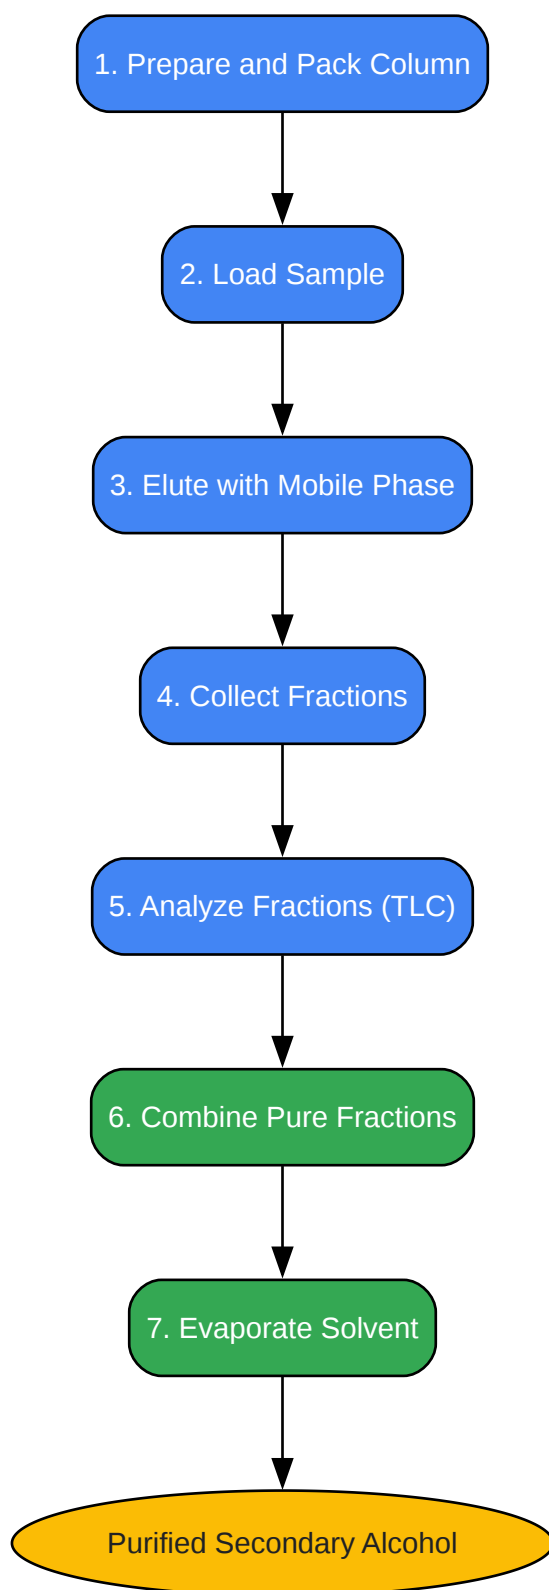 1. Prepare and Pack Column
2. Load Sample
3. Elute with Mobile Phase
4. Collect Fractions
5. Analyze Fractions (TLC)
6. Combine Pure Fractions
7. Evaporate Solvent
Purified Secondary Alcohol